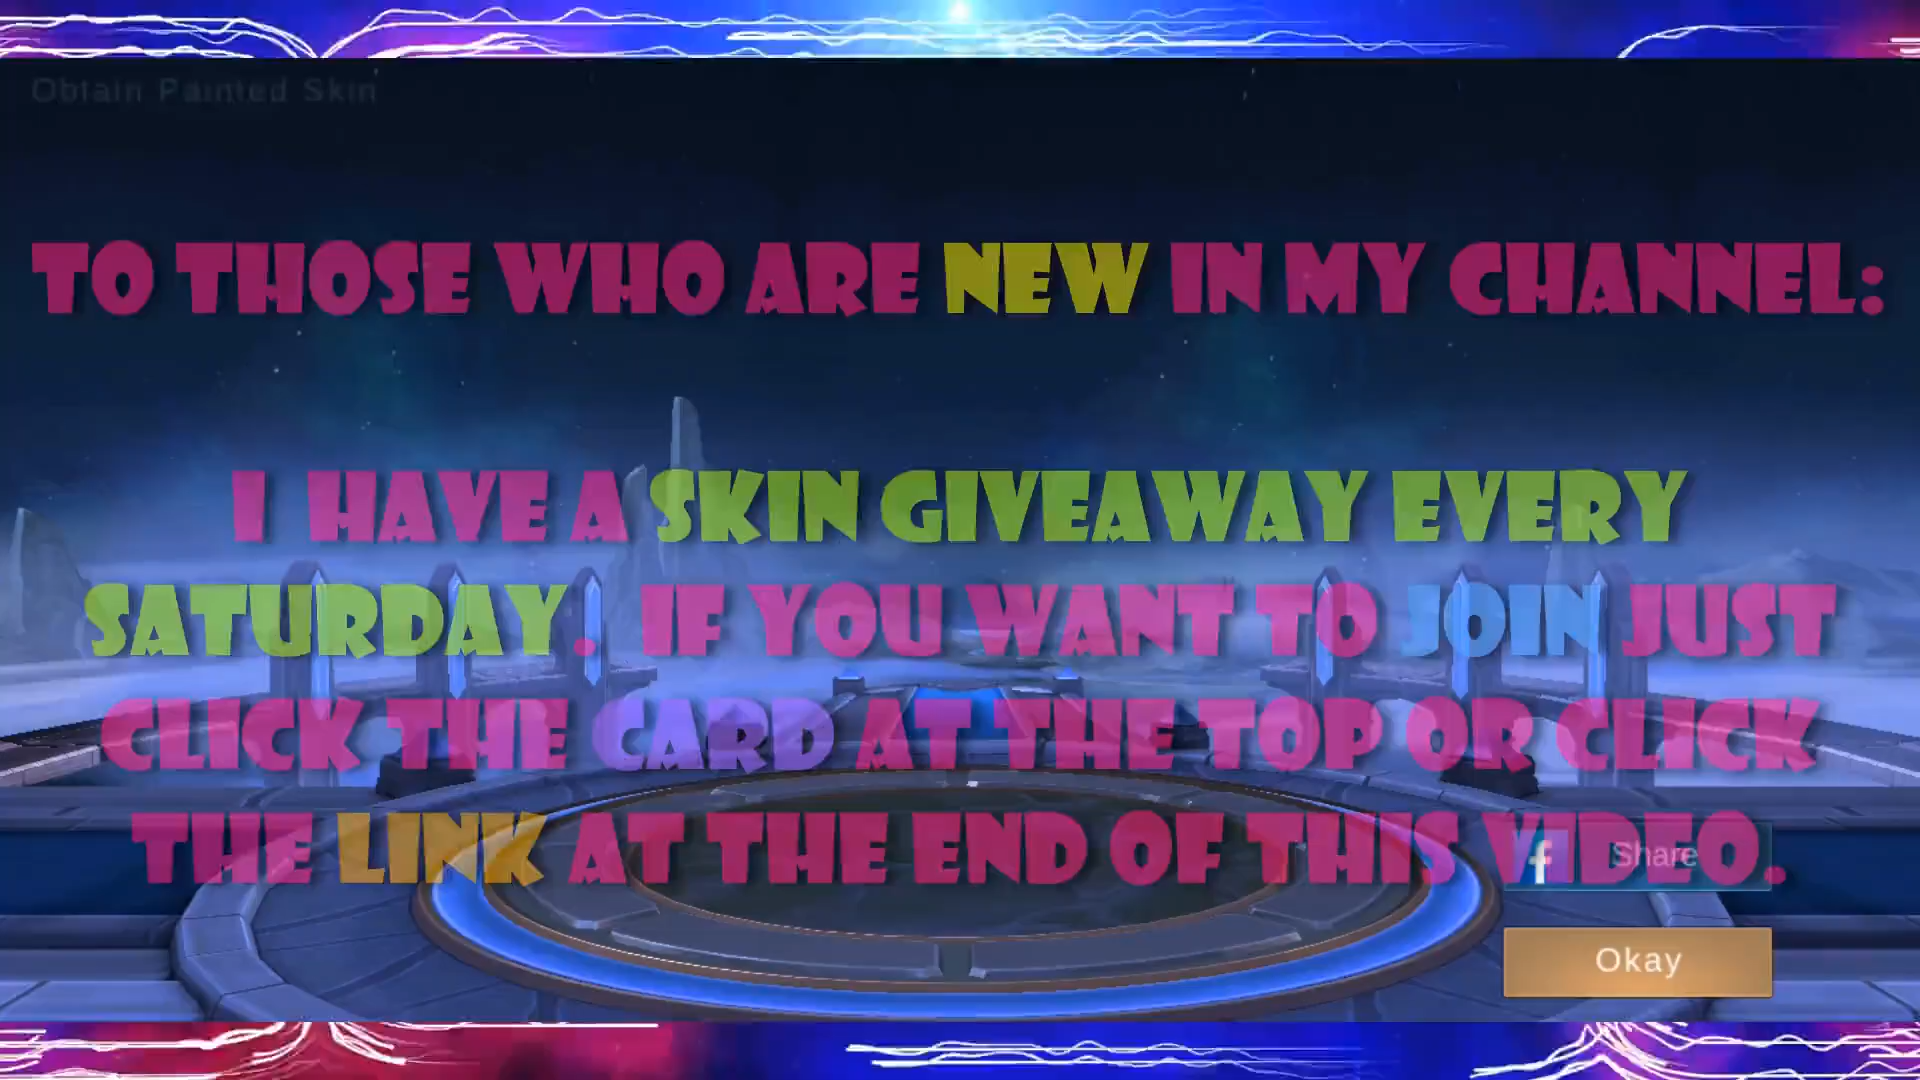 Obtain Painted Skin
TO THOSE WHO ARE NEW IN MY CHANNEL:
I HAVE A SKIN GIVEAWAY EVERY
SATURDAY. IF YOU WANT TO JOIN JUST
CLICK THE CARD AT THE TOP OR CLICK
THE LINK AT THE END OF THIS VIDEO.
f Share
Okay